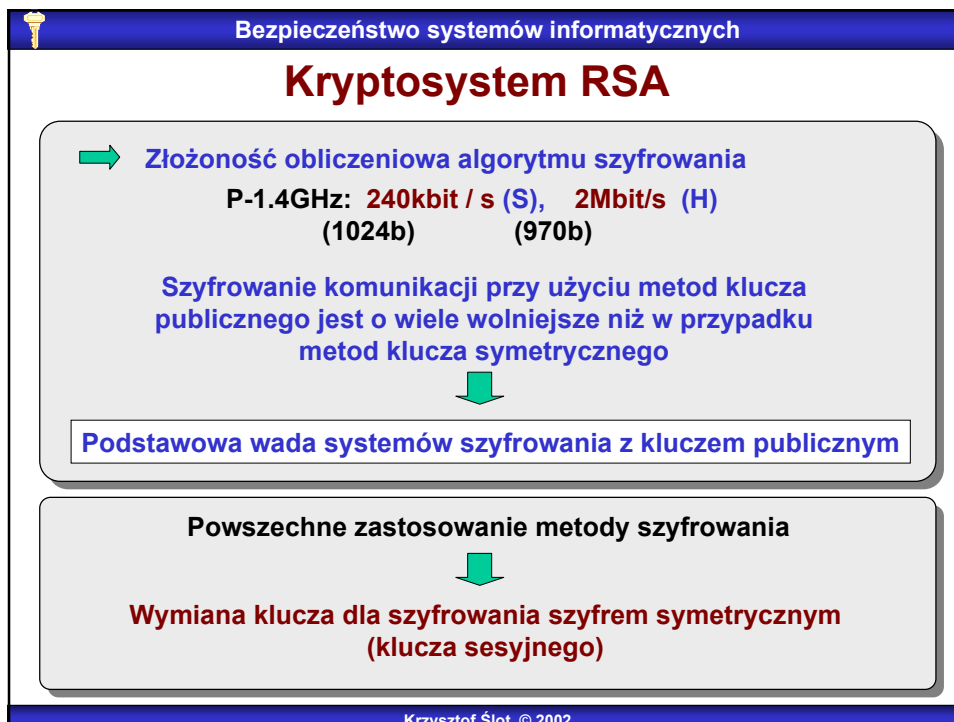 Bezpieczeństwo systemów informatycznych
Kryptosystem RSA
Złożoność obliczeniowa algorytmu szyfrowania
P-1.4GHz: 240kbit / s (S), 2Mbit/s (H)
(1024b) (970b)
Szyfrowanie komunikacji przy użyciu metod klucza
publicznego jest o wiele wolniejsze niż w przypadku
metod klucza symetrycznego
Podstawowa wada systemów szyfrowania z kluczem publicznym
Powszechne zastosowanie metody szyfrowania
Wymiana klucza dla szyfrowania szyfrem symetrycznym
(klucza sesyjnego)
Krzysztof Ślot, © 2002